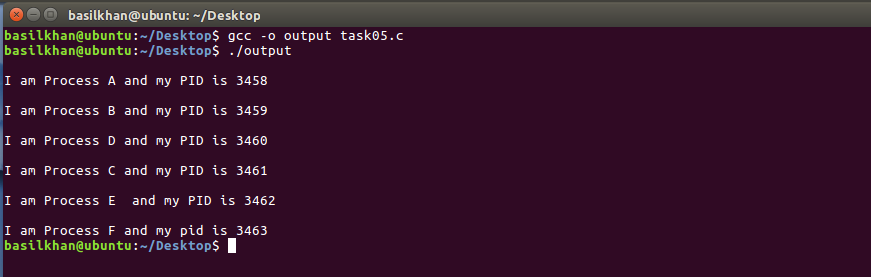 basilkhan@ubuntu: ~/Desktop
basilkhan@ubuntu:~/Desktop$ gcc -o output task05.c
basilkhan@ubuntu:~/Desktop$ ./output
I am Process A and my PID is 3458
I am Process B and my PID is 3459
I am Process D and my PID is 3460
I am Process C and my PID is 3461
I am Process E  and my PID is 3462
I am Process F and my pid is 3463
basilkhan@ubuntu:~/Desktop$